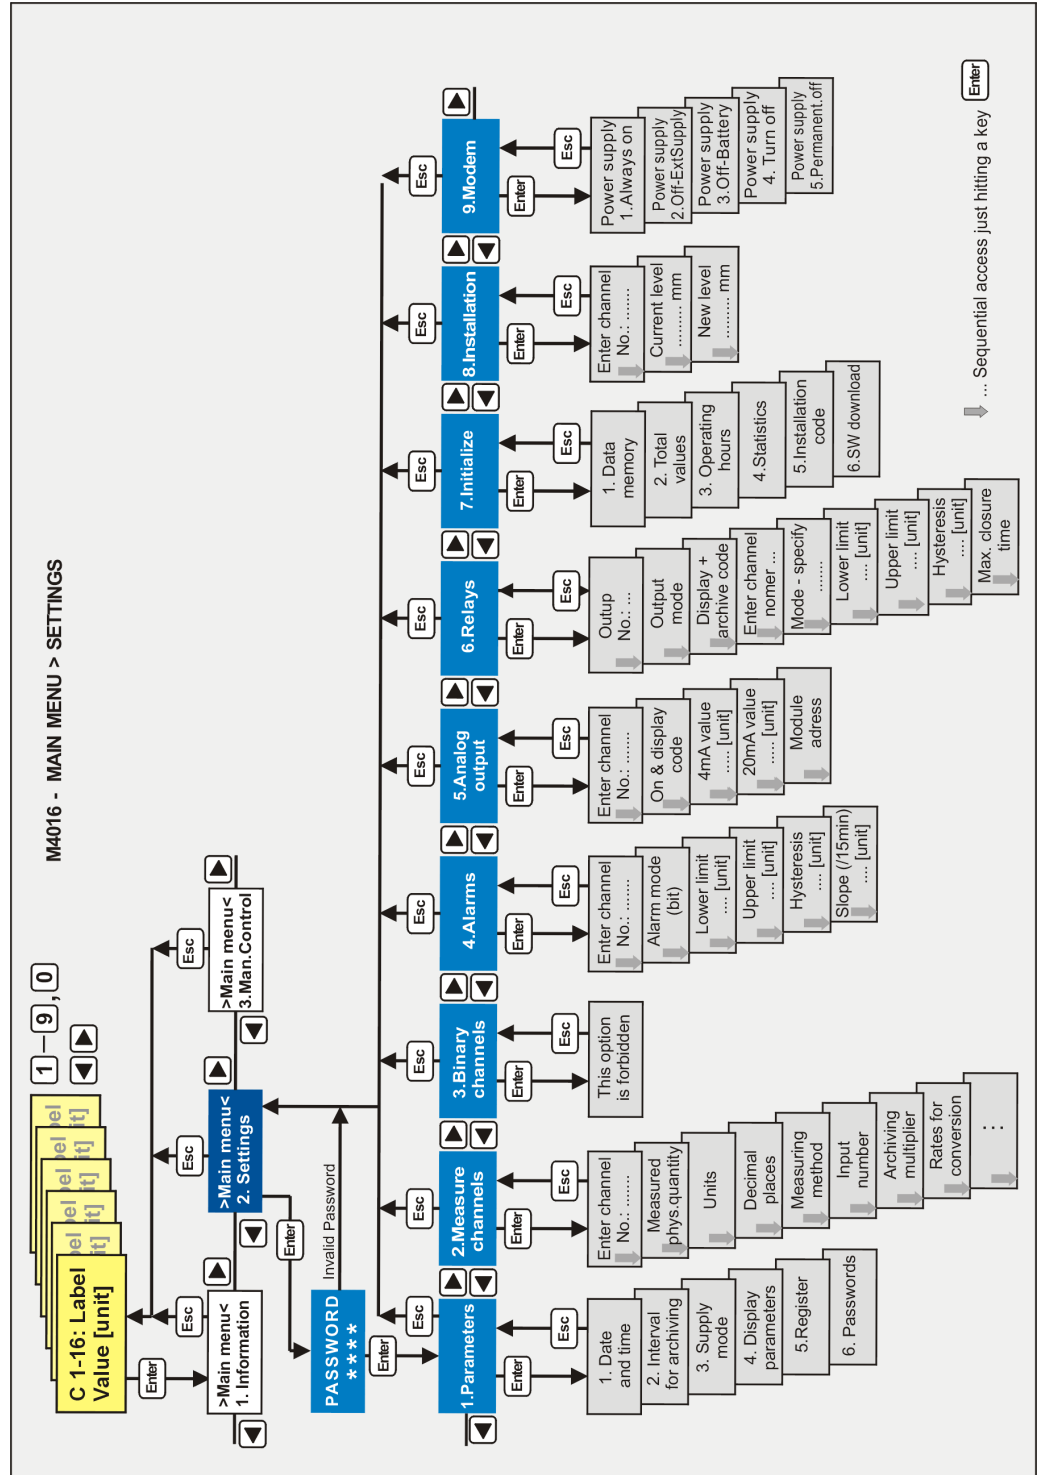 M4016 - MAIN MENU > SETTINGS
C 1-16: Label
Value [unit]
bel
it]
bel
it]
bel
it]
bel
it]
bel
it]
1 – 9 , 0
Enter
Esc
Esc
Esc
>Main menu<
1. Information
>Main menu<
2. Settings
>Main menu<
3.Man.Control
Enter
PASSWORD
****
Invalid Password
Enter
Esc
Esc
Esc
Esc
Esc
Esc
Esc
Esc
Esc
1.Parameters
2.Measure
channels
3.Binary
channels
4.Alarms
5.Analog
output
6.Relays
7.Initialize
8.Installation
9.Modem
Enter
Esc
Enter
Esc
Enter
Esc
Enter
Esc
Enter
Esc
Enter
Esc
Enter
Esc
Enter
Esc
Enter
Esc
1. Date
and time
2. Interval
for archiving
3. Supply
mode
4. Display
parameters
5.Register
6. Passwords
Enter channel
No.: ........
Measured
phys.quantity
Units
Decimal
places
Measuring
method
Input
number
Archiving
multiplier
Rates for
conversion
...
This option
is forbidden
Enter channel
No.: ........
Alarm mode
(bit)
Lower limit
.... [unit]
Upper limit
.... [unit]
Hysteresis
.... [unit]
Slope (/15min)
.... [unit]
Enter channel
No.: ........
On & display
code
4mA value
...... [unit]
20mA value
..... [unit]
Module
adress
Outup
No.: ...
Output
mode
Display +
archive code
Enter channel
nomer ...
Mode - specify
........
Lower limit
.... [unit]
Upper limit
.... [unit]
Hysteresis
.... [unit]
Max. closure
time
1. Data
memory
2. Total
values
3. Operating
hours
4.Statistics
5.Installation
code
6.SW download
Enter channel
No.: ........
Current level
.......... mm
New level
.......... mm
Power supply
1.Always on
Power supply
2.Off-ExtSupply
Power supply
3.Off-Battery
Power supply
4. Turn off
Power supply
5.Permanent.off
... Sequential access just hitting a key Enter